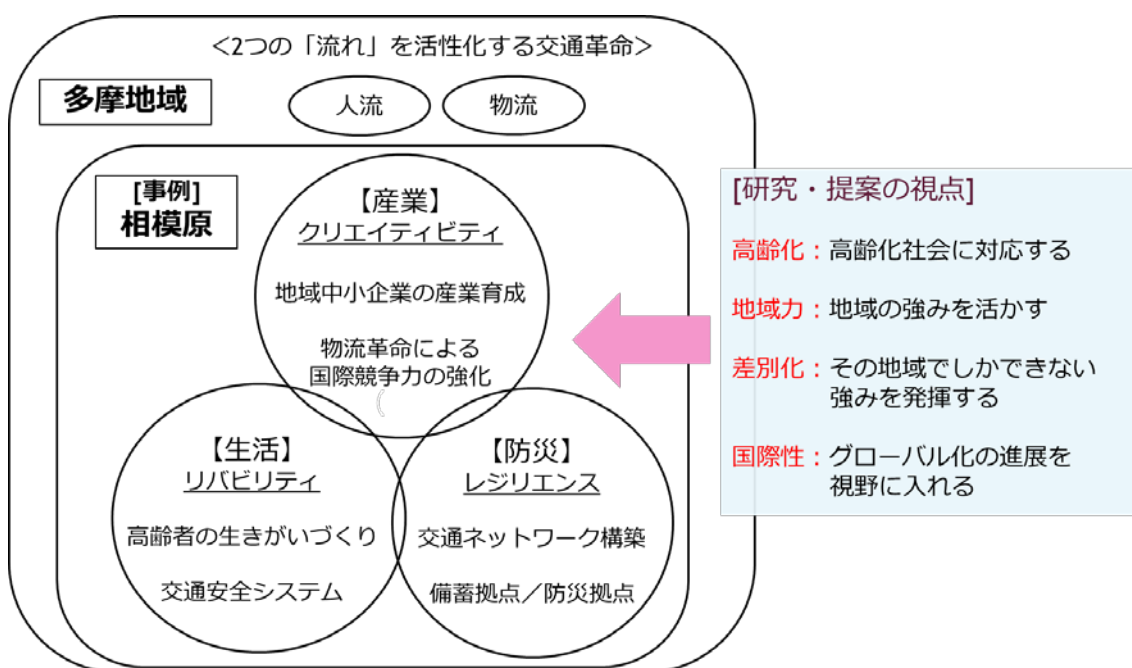 <2つの「流れ」を活性化する交通革命>
多摩地域
人流
物流
[事例]
相模原
【産業】
クリエイティビティ
地域中小企業の産業育成
物流革命による
国際競争力の強化
(
【生活】
リバビリティ
高齢者の生きがいづくり
交通安全システム
【防災】
レジリエンス
交通ネットワーク構築
備蓄拠点/防災拠点
[研究・提案の視点]
高齢化：高齢化社会に対応する
地域力：地域の強みを活かす
差別化：その地域でしかできない
強みを発揮する
国際性：グローバル化の進展を
視野に入れる